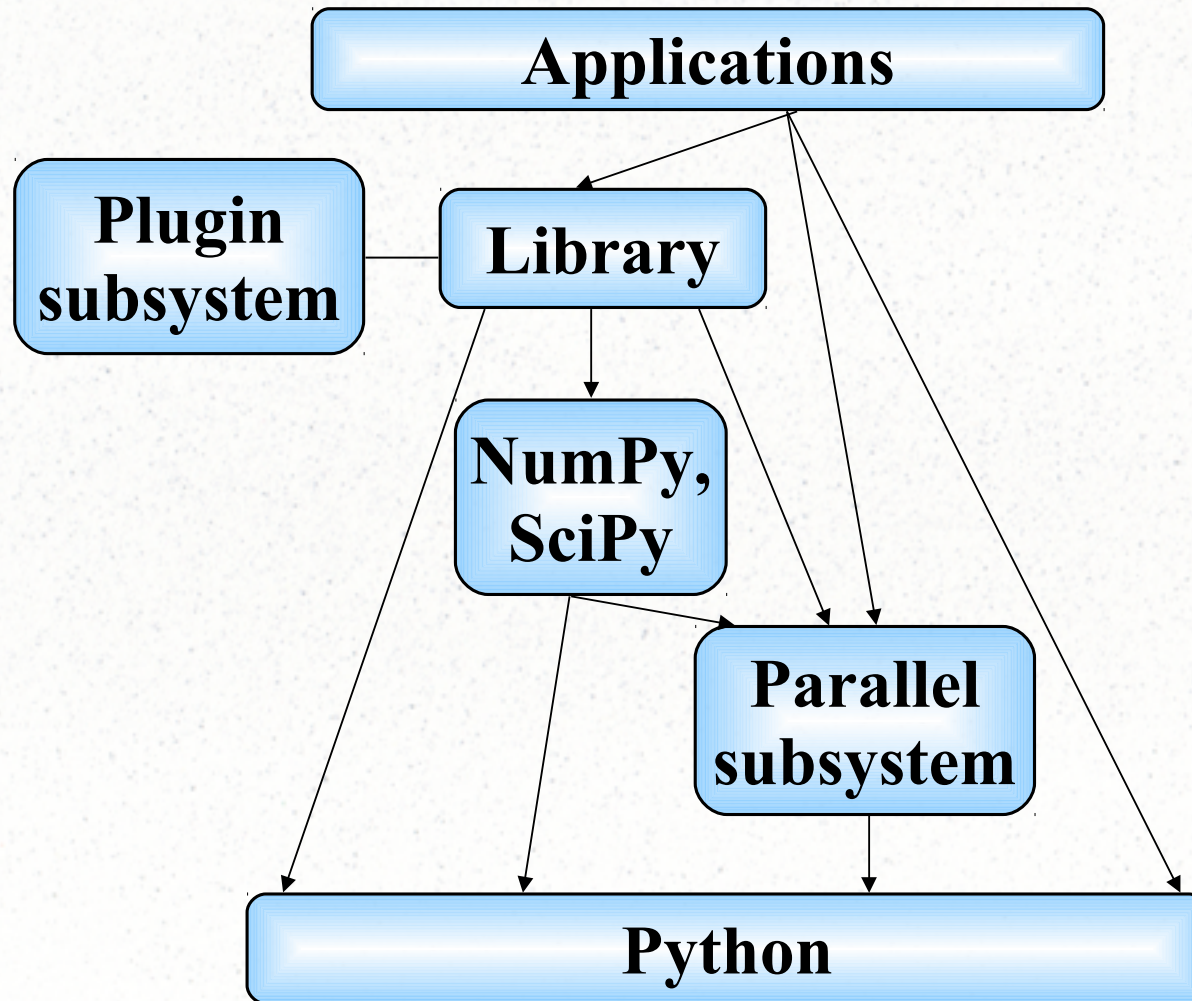 Applications
Plugin
subsystem
Library
NumPy,
SciPy
Parallel
subsystem
Python